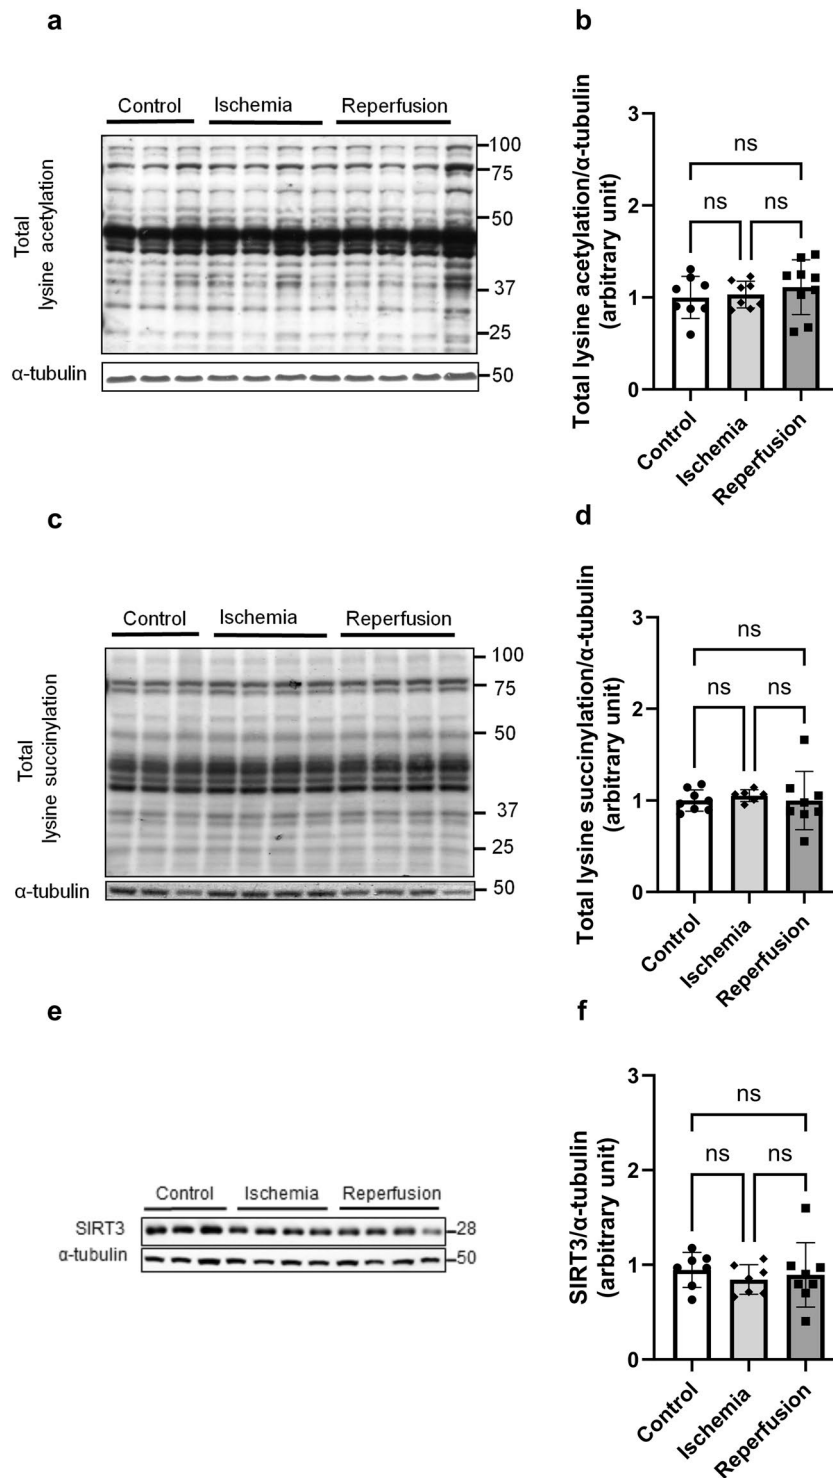 a
Control Ischemia Reperfusion
Total
lysine acetylation
100
75
50
37
25
α-tubulin
50
b
Total lysine acetylation/α-tubulin
(arbitrary unit)
3
2
1
0
ns
ns ns
Control
Ischemia
Reperfusion
c
Control Ischemia Reperfusion
Total
lysine succinylation
100
75
50
37
25
α-tubulin
50
d
Total lysine succinylation/α-tubulin
(arbitrary unit)
3
2
1
0
ns
ns ns
Control
Ischemia
Reperfusion
e
Control Ischemia Reperfusion
SIRT3
28
α-tubulin
50
f
SIRT3/α-tubulin
(arbitrary unit)
3
2
1
0
ns
ns ns
Control
Ischemia
Reperfusion